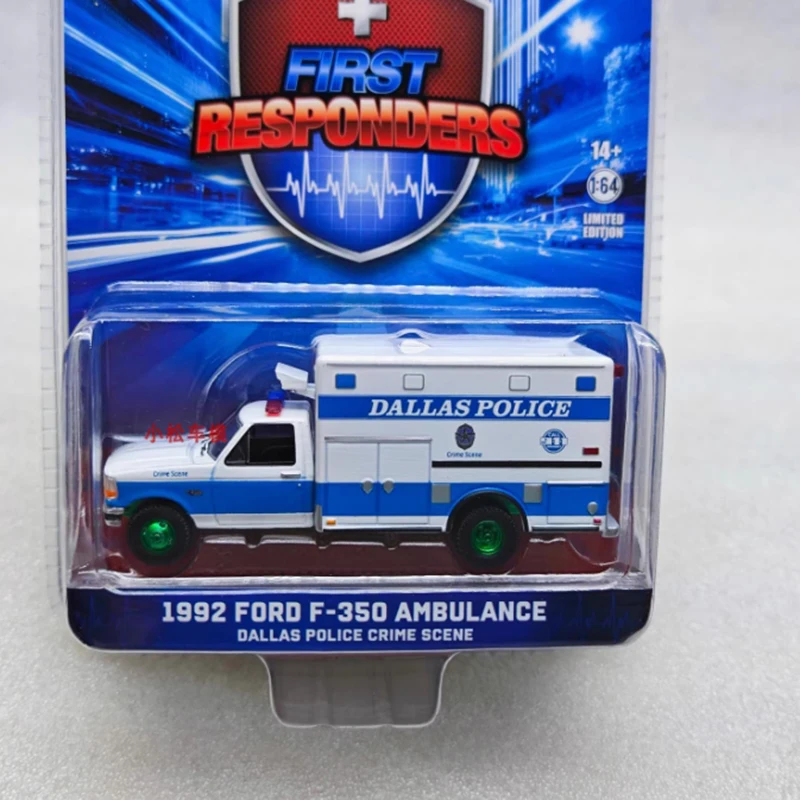 FIRST
RESPONDERS
14+
1:64
LIMITED
EDITION
DALLAS POLICE
Crime Scene
Crime Scene
1992 FORD F-350 AMBULANCE
DALLAS POLICE CRIME SCENE